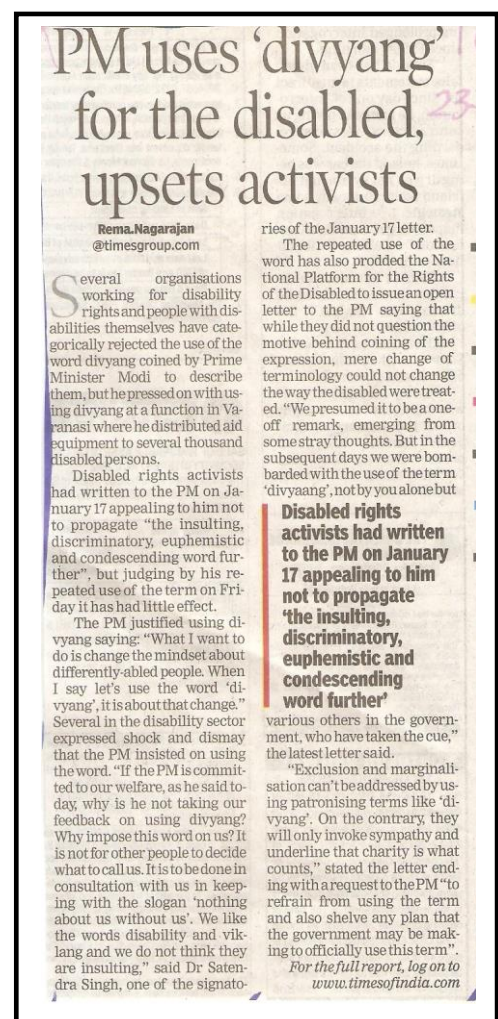 PM uses ‘divyang’
for the disabled,
upsets activists
23
Rema.Nagarajan
@timesgroup.com
Several organisations
working for disability
rights and people with dis-
abilities themselves have cate-
gorically rejected the use of the
word divyang coined by Prime
Minister Modi to describe
them, but he pressed on with us-
ing divyang at a function in Va-
ranasi where he distributed aid
equipment to several thousand
disabled persons.
Disabled rights activists
had written to the PM on Ja-
nuary 17 appealing to him not
to propagate “the insulting,
discriminatory, euphemistic
and condescending word fur-
ther”, but judging by his re-
peated use of the term on Fri-
day it has had little effect.
The PM justified using di-
vyang saying: “What I want to
do is change the mindset about
differently-abled people. When
I say let’s use the word ‘di-
vyang’, it is about that change.”
Several in the disability sector
expressed shock and dismay
that the PM insisted on using
the word. “If the PM is commit-
ted to our welfare, as he said to-
day, why is he not taking our
feedback on using divyang?
Why impose this word on us? It
is not for other people to decide
what to call us. It is to be done in
consultation with us in keep-
ing with the slogan ‘nothing
about us without us’. We like
the words disability and vik-
lang and we do not think they
are insulting,” said Dr Saten-
dra Singh, one of the signato-
ries of the January 17 letter.
The repeated use of the
word has also prodded the Na-
tional Platform for the Rights
of the Disabled to issue an open
letter to the PM saying that
while they did not question the
motive behind coining of the
expression, mere change of
terminology could not change
the way the disabled were treat-
ed. “We presumed it to be a one-
off remark, emerging from
some stray thoughts. But in the
subsequent days we were bom-
barded with the use of the term
‘divyaang’, not by you alone but
Disabled rights
activists had written
to the PM on January
17 appealing to him
not to propagate
‘the insulting,
discriminatory,
euphemistic and
condescending
word further’
various others in the govern-
ment, who have taken the cue,”
the latest letter said.
“Exclusion and marginali-
sation can’t be addressed by us-
ing patronising terms like ‘di-
vyang’. On the contrary, they
will only invoke sympathy and
underline that charity is what
counts,” stated the letter end-
ing with a request to the PM “to
refrain from using the term
and also shelve any plan that
the government may be mak-
ing to officially use this term”.
For the full report, log on to
www.timesofindia.com